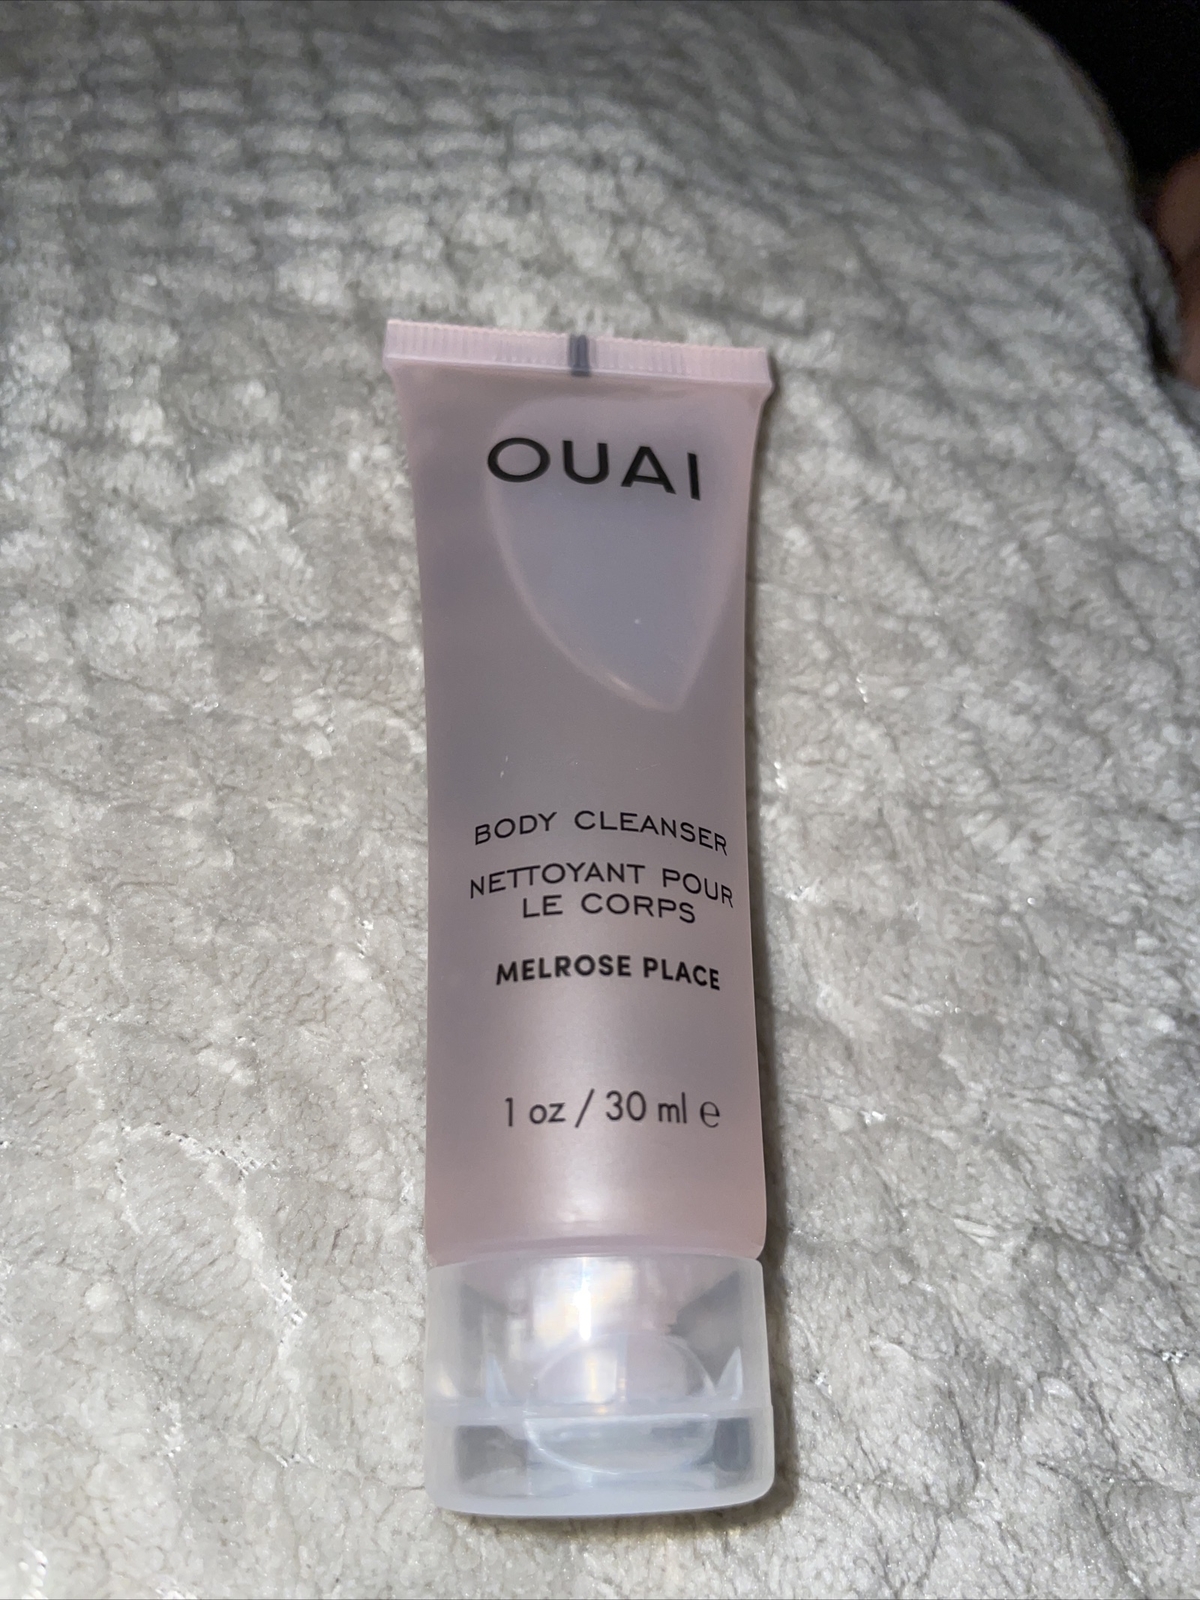 OUAI
BODY CLEANSER
NETTOYANT POUR
LE CORPS
MELROSE PLACE
1 oz / 30 ml ℮